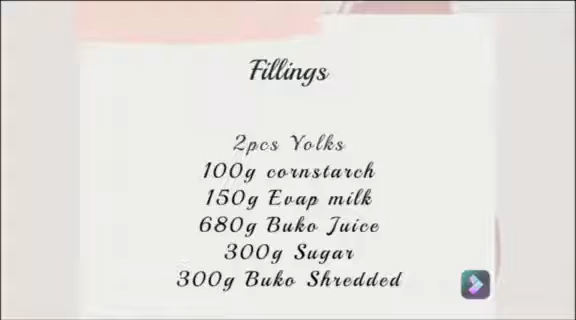 Fillings
2pcs Yolks
100g cornstarch
150g Evap milk
680g Buko Juice
300g Sugar
300g Buko Shredded